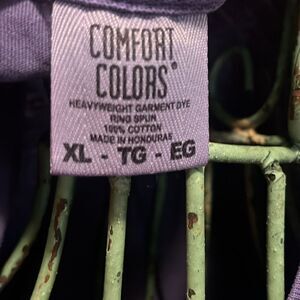 COMFORT
COLORS®
HEAVYWEIGHT GARMENT DYE
RING SPUN
100% COTTON
MADE IN HONDURAS
XL - TG - EG